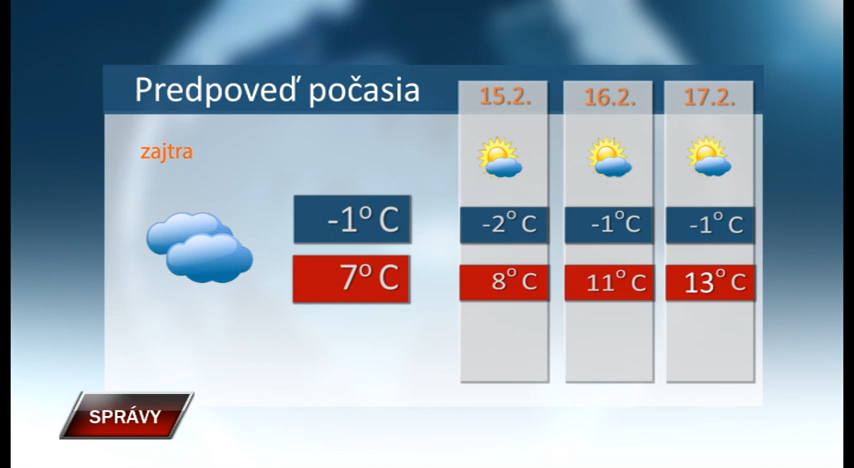 Predpoveď počasia
zajtra
-1° C
7° C
15.2.
-2° C
8° C
16.2.
-1°C
11° C
17.2.
-1° C
13° C
SPRÁVY